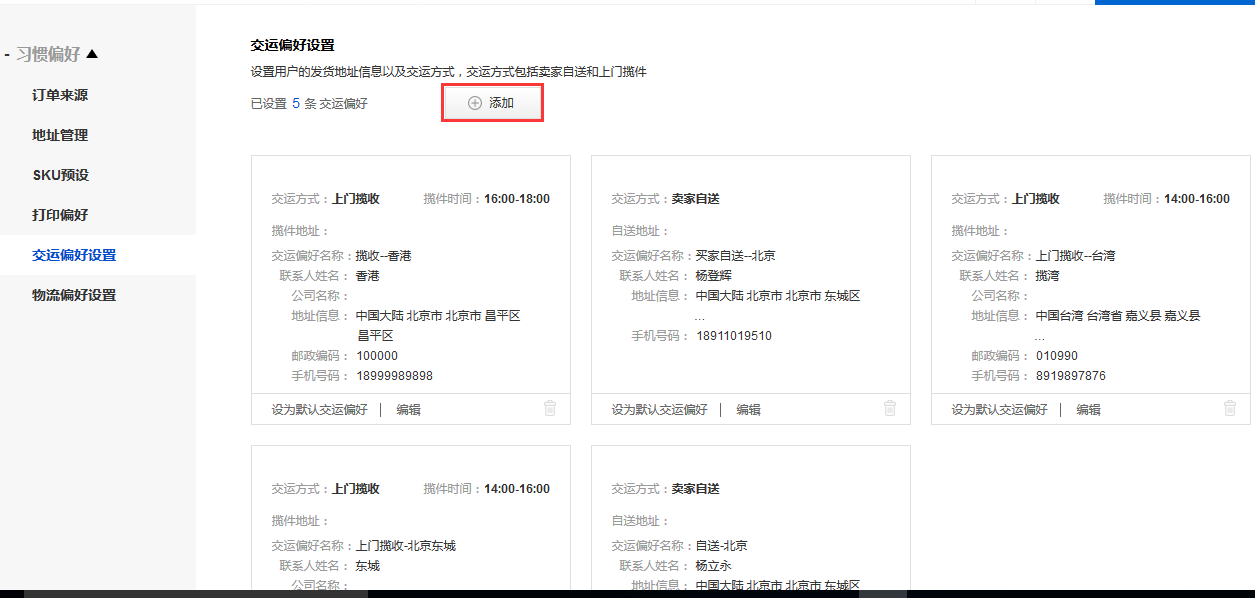 - 习惯偏好
订单来源
地址管理
SKU预设
打印偏好
交运偏好设置
物流偏好设置
交运偏好设置
设置用户的发货地址信息以及交运方式，交运方式包括卖家自送和上门揽件
已设置 5 条 交运偏好
添加
交运方式：上门揽收 揽件时间：16:00-18:00
揽件地址：
交运偏好名称：揽收--香港
联系人姓名：香港
公司名称：
地址信息：中国大陆 北京市 北京市 昌平区
昌平区
邮政编码：100000
手机号码：18999989898
设为默认交运偏好 | 编辑
交运方式：卖家自送
自送地址：
交运偏好名称：买家自送--北京
联系人姓名：杨登辉
地址信息：中国大陆 北京市 北京市 东城区
...
手机号码：18911019510
设为默认交运偏好 | 编辑
交运方式：上门揽收 揽件时间：14:00-16:00
揽件地址：
交运偏好名称：上门揽收--台湾
联系人姓名：揽湾
公司名称：
地址信息：中国台湾 台湾省 嘉义县 嘉义县
...
邮政编码：010990
手机号码：8919897876
设为默认交运偏好 | 编辑
交运方式：上门揽收 揽件时间：14:00-16:00
揽件地址：
交运偏好名称：上门揽收-北京东城
联系人姓名：东城
公司名称：
交运方式：卖家自送
自送地址：
交运偏好名称：自送-北京
联系人姓名：杨立永
地址信息：中国大陆 北京市 北京市 东城区